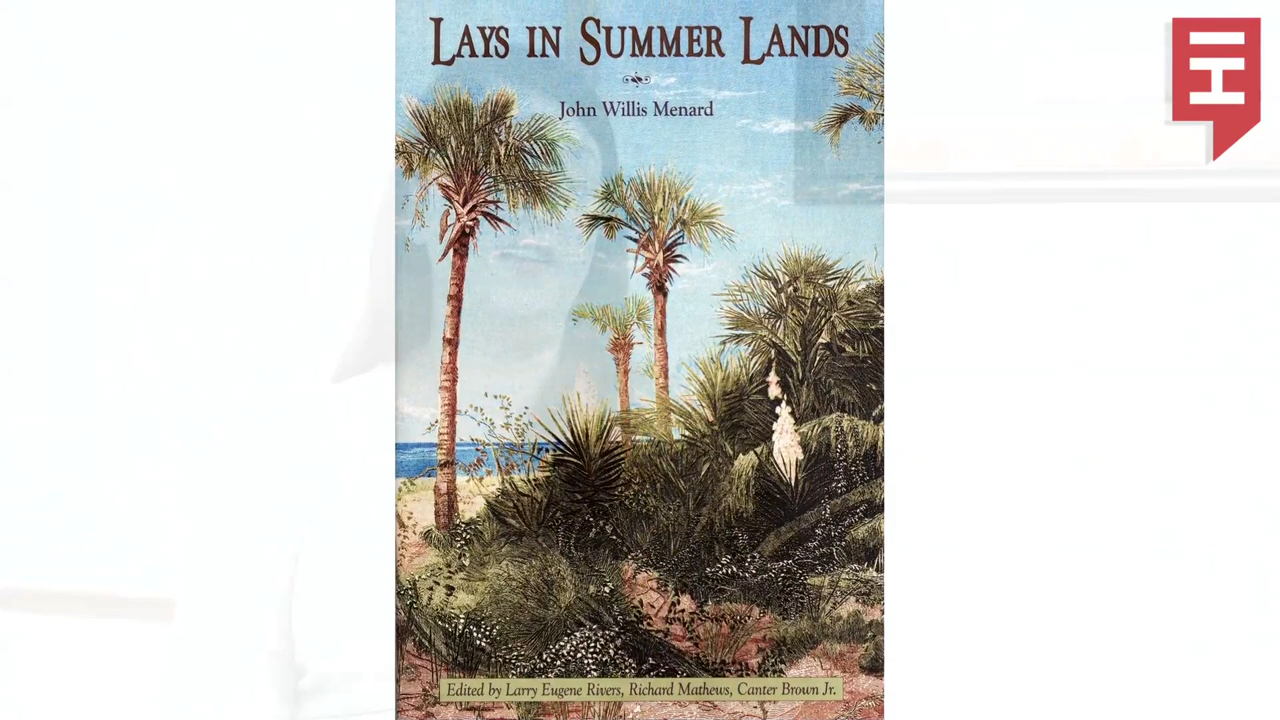 LAYS IN SUMMER LANDS
John Willis Menard
Edited by Larry Eugene Rivers, Richard Mathews, Canter Brown Jr.